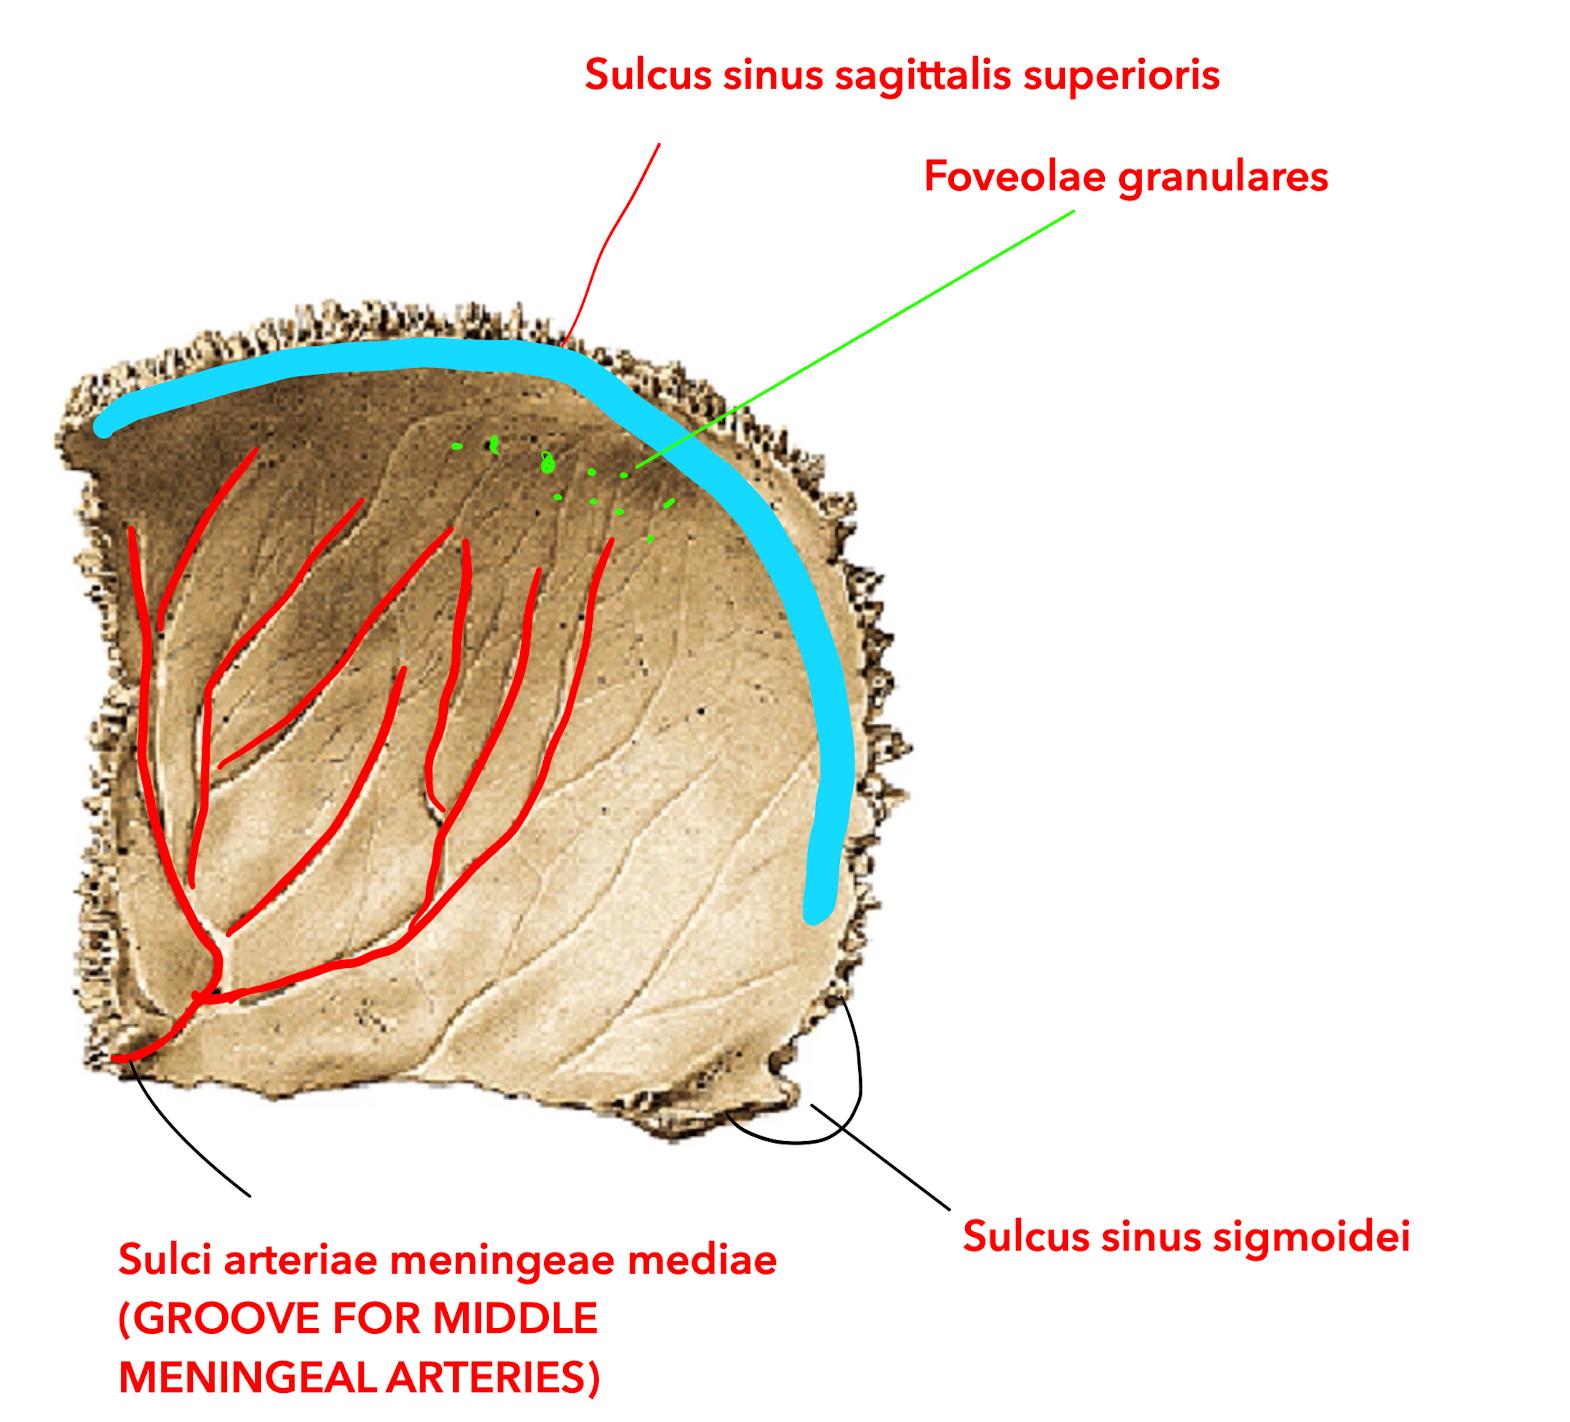 Sulcus sinus sagittalis superioris
Foveolae granulares
Sulcus sinus sigmoidei
Sulci arteriae meningeae mediae
(GROOVE FOR MIDDLE
MENINGEAL ARTERIES)